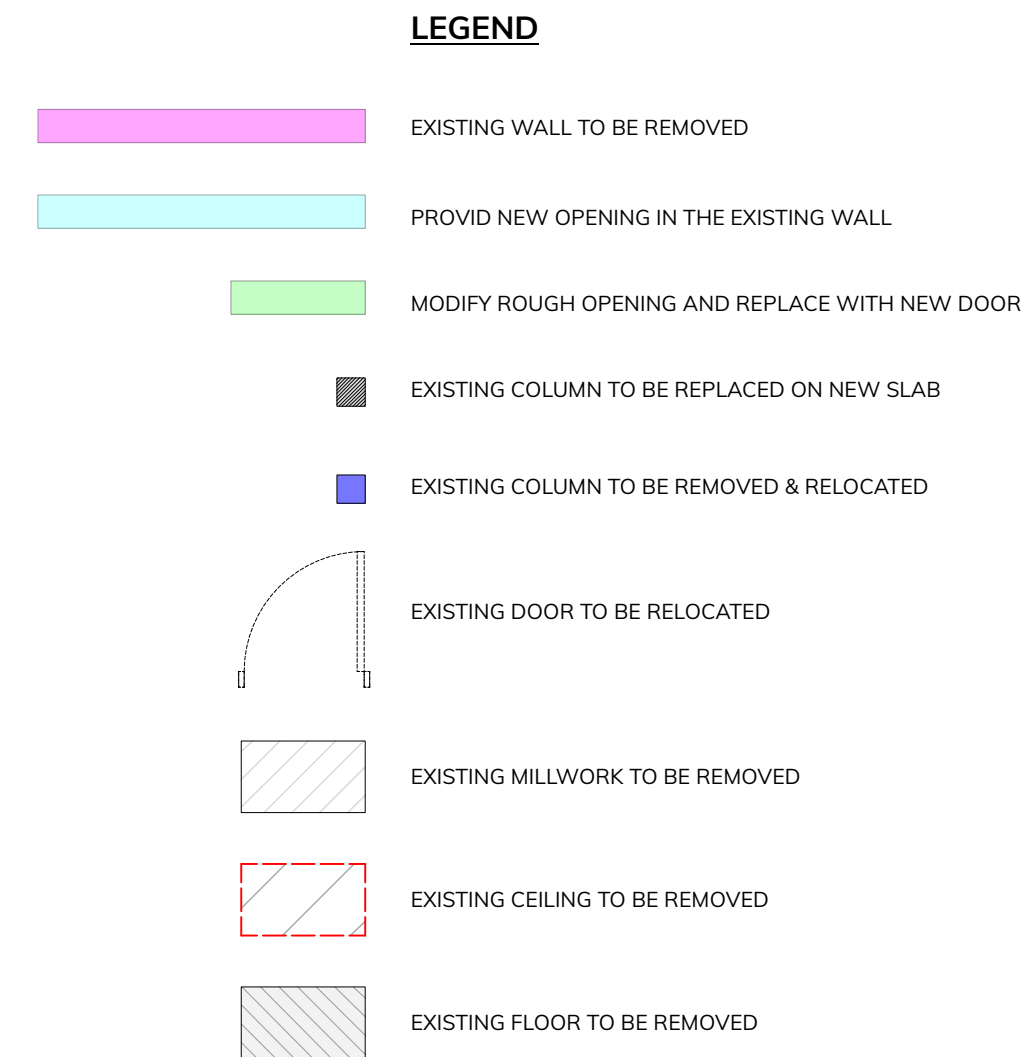 LEGEND
EXISTING WALL TO BE REMOVED
PROVID NEW OPENING IN THE EXISTING WALL
MODIFY ROUGH OPENING AND REPLACE WITH NEW DOOR
EXISTING COLUMN TO BE REPLACED ON NEW SLAB
EXISTING COLUMN TO BE REMOVED & RELOCATED
EXISTING DOOR TO BE RELOCATED
EXISTING MILLWORK TO BE REMOVED
EXISTING CEILING TO BE REMOVED
EXISTING FLOOR TO BE REMOVED